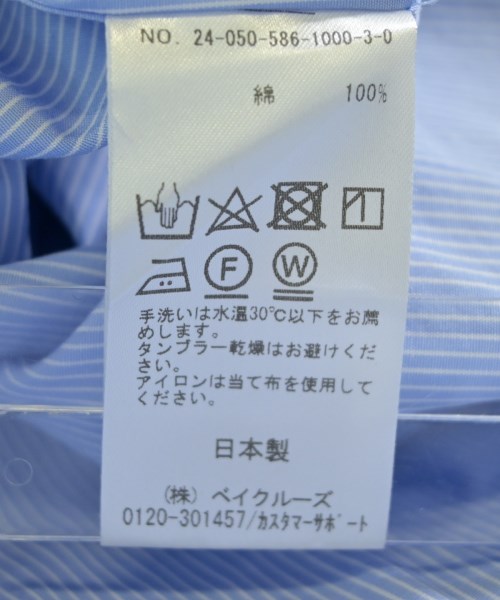 NO. 24-050-586-1000-3-0
綿 100%
F W
手洗いは水温30℃以下をお薦
めします。
タンブラー乾燥はお避けくだ
さい。
アイロンは当て布を使用して
ください。
日本製
(株) ベイクルーズ
0120-301457/カスタマーサポート